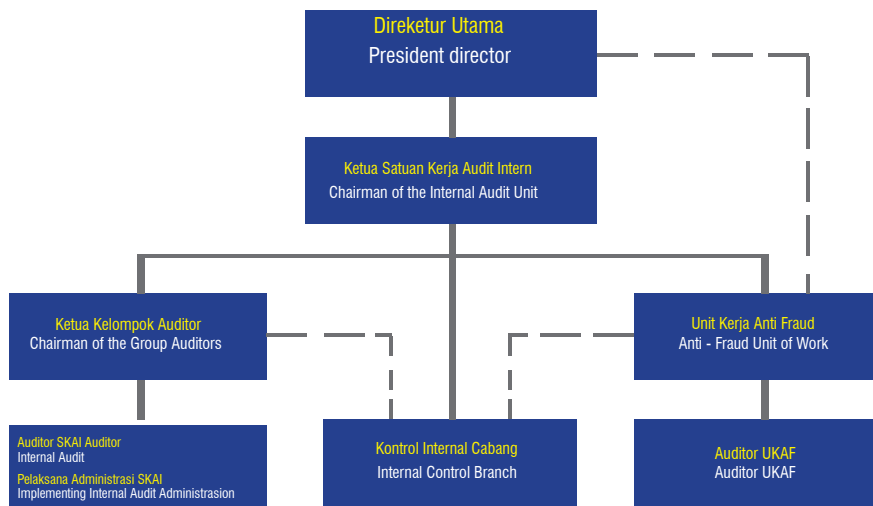 Direketur Utama
President director
Ketua Satuan Kerja Audit Intern
Chairman of the Internal Audit Unit
Ketua Kelompok Auditor
Chairman of the Group Auditors
Unit Kerja Anti Fraud
Anti - Fraud Unit of Work
Auditor SKAI Auditor
Internal Audit
Pelaksana Administrasi SKAI
Implementing Internal Audit Administrasion
Kontrol Internal Cabang
Internal Control Branch
Auditor UKAF
Auditor UKAF